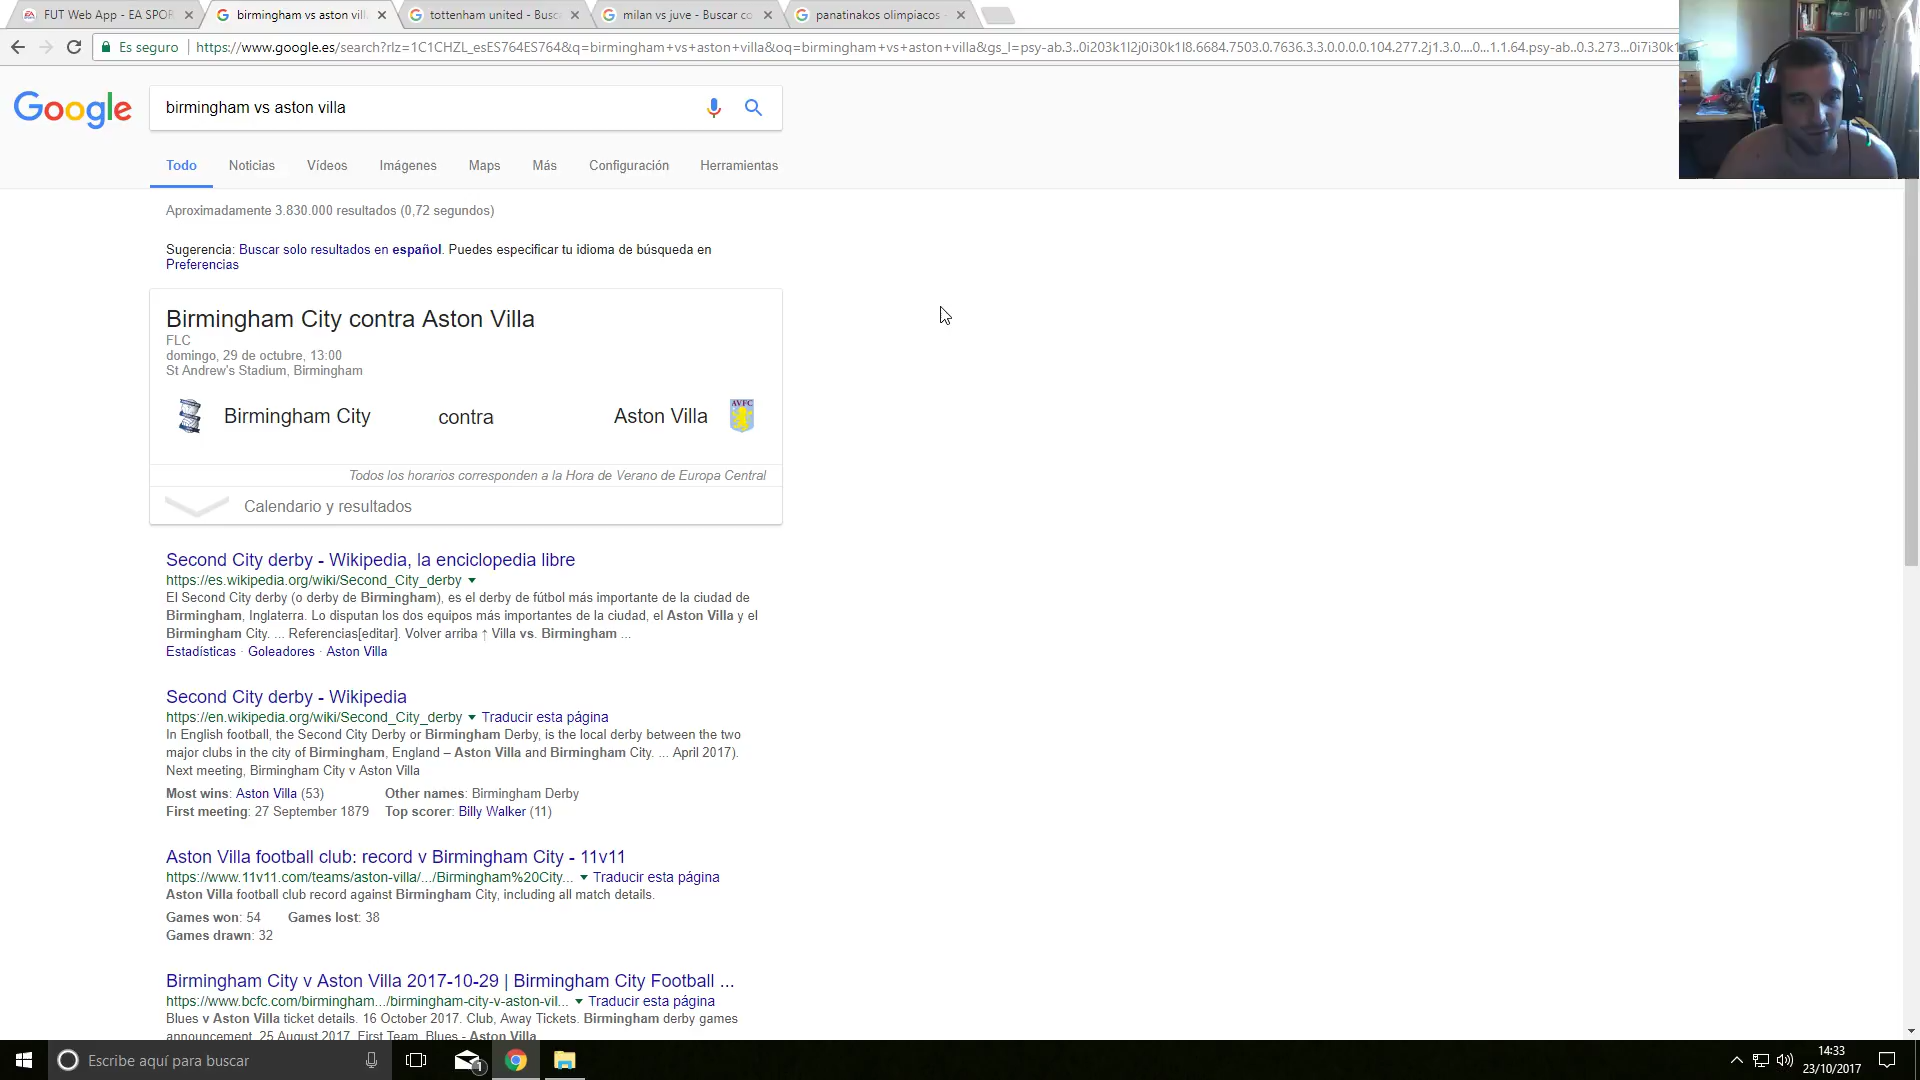 FUT Web App - EA SPOR
birmingham vs aston villa
tottenham united - Busc
milan vs juve - Buscar co
panatinakos olimpiacos -
Es seguro
https://www.google.es/search?rlz=1C1CHZL_esES764ES764&q=birmingham+vs+aston+villa&oq=birmingham+vs+aston+villa&gs_l=psy-ab.3..0i203k1l2j0i30k1l8.6684.7503.0.7636.3.3.0.0.0.0.104.277.2j1.3.0....0...1.1.64.psy-ab..0.3.273...0i7i30k1
Google
birmingham vs aston villa
Todo
Noticias
Vídeos
Imágenes
Maps
Más
Configuración
Herramientas
Aproximadamente 3.830.000 resultados (0,72 segundos)
Sugerencia: Buscar solo resultados en español. Puedes especificar tu idioma de búsqueda en
Preferencias
Birmingham City contra Aston Villa
FLC
domingo, 29 de octubre, 13:00
St Andrew's Stadium, Birmingham
Birmingham City contra Aston Villa
AVFC
Todos los horarios corresponden a la Hora de Verano de Europa Central
Calendario y resultados
Second City derby - Wikipedia, la enciclopedia libre
https://es.wikipedia.org/wiki/Second_City_derby
El Second City derby (o derby de Birmingham), es el derby de fútbol más importante de la ciudad de
Birmingham, Inglaterra. Lo disputan los dos equipos más importantes de la ciudad, el Aston Villa y el
Birmingham City. ... Referencias[editar]. Volver arriba ↑ Villa vs. Birmingham ...
Estadísticas · Goleadores · Aston Villa
Second City derby - Wikipedia
https://en.wikipedia.org/wiki/Second_City_derby Traducir esta página
In English football, the Second City Derby or Birmingham Derby, is the local derby between the two
major clubs in the city of Birmingham, England – Aston Villa and Birmingham City. ... April 2017).
Next meeting, Birmingham City v Aston Villa
Most wins: Aston Villa (53) Other names: Birmingham Derby
First meeting: 27 September 1879 Top scorer: Billy Walker (11)
Aston Villa football club: record v Birmingham City - 11v11
https://www.11v11.com/teams/aston-villa/.../Birmingham%20City... Traducir esta página
Aston Villa football club record against Birmingham City, including all match details.
Games won: 54 Games lost: 38
Games drawn: 32
Birmingham City v Aston Villa 2017-10-29 | Birmingham City Football ...
https://www.bcfc.com/birmingham.../birmingham-city-v-aston-vil... Traducir esta página
Blues v Aston Villa ticket details. 16 October 2017. Club, Away Tickets. Birmingham derby games
announcement. 25 August 2017. First Team. Blues - Aston Villa
Escribe aquí para buscar
1
14:33
23/10/2017